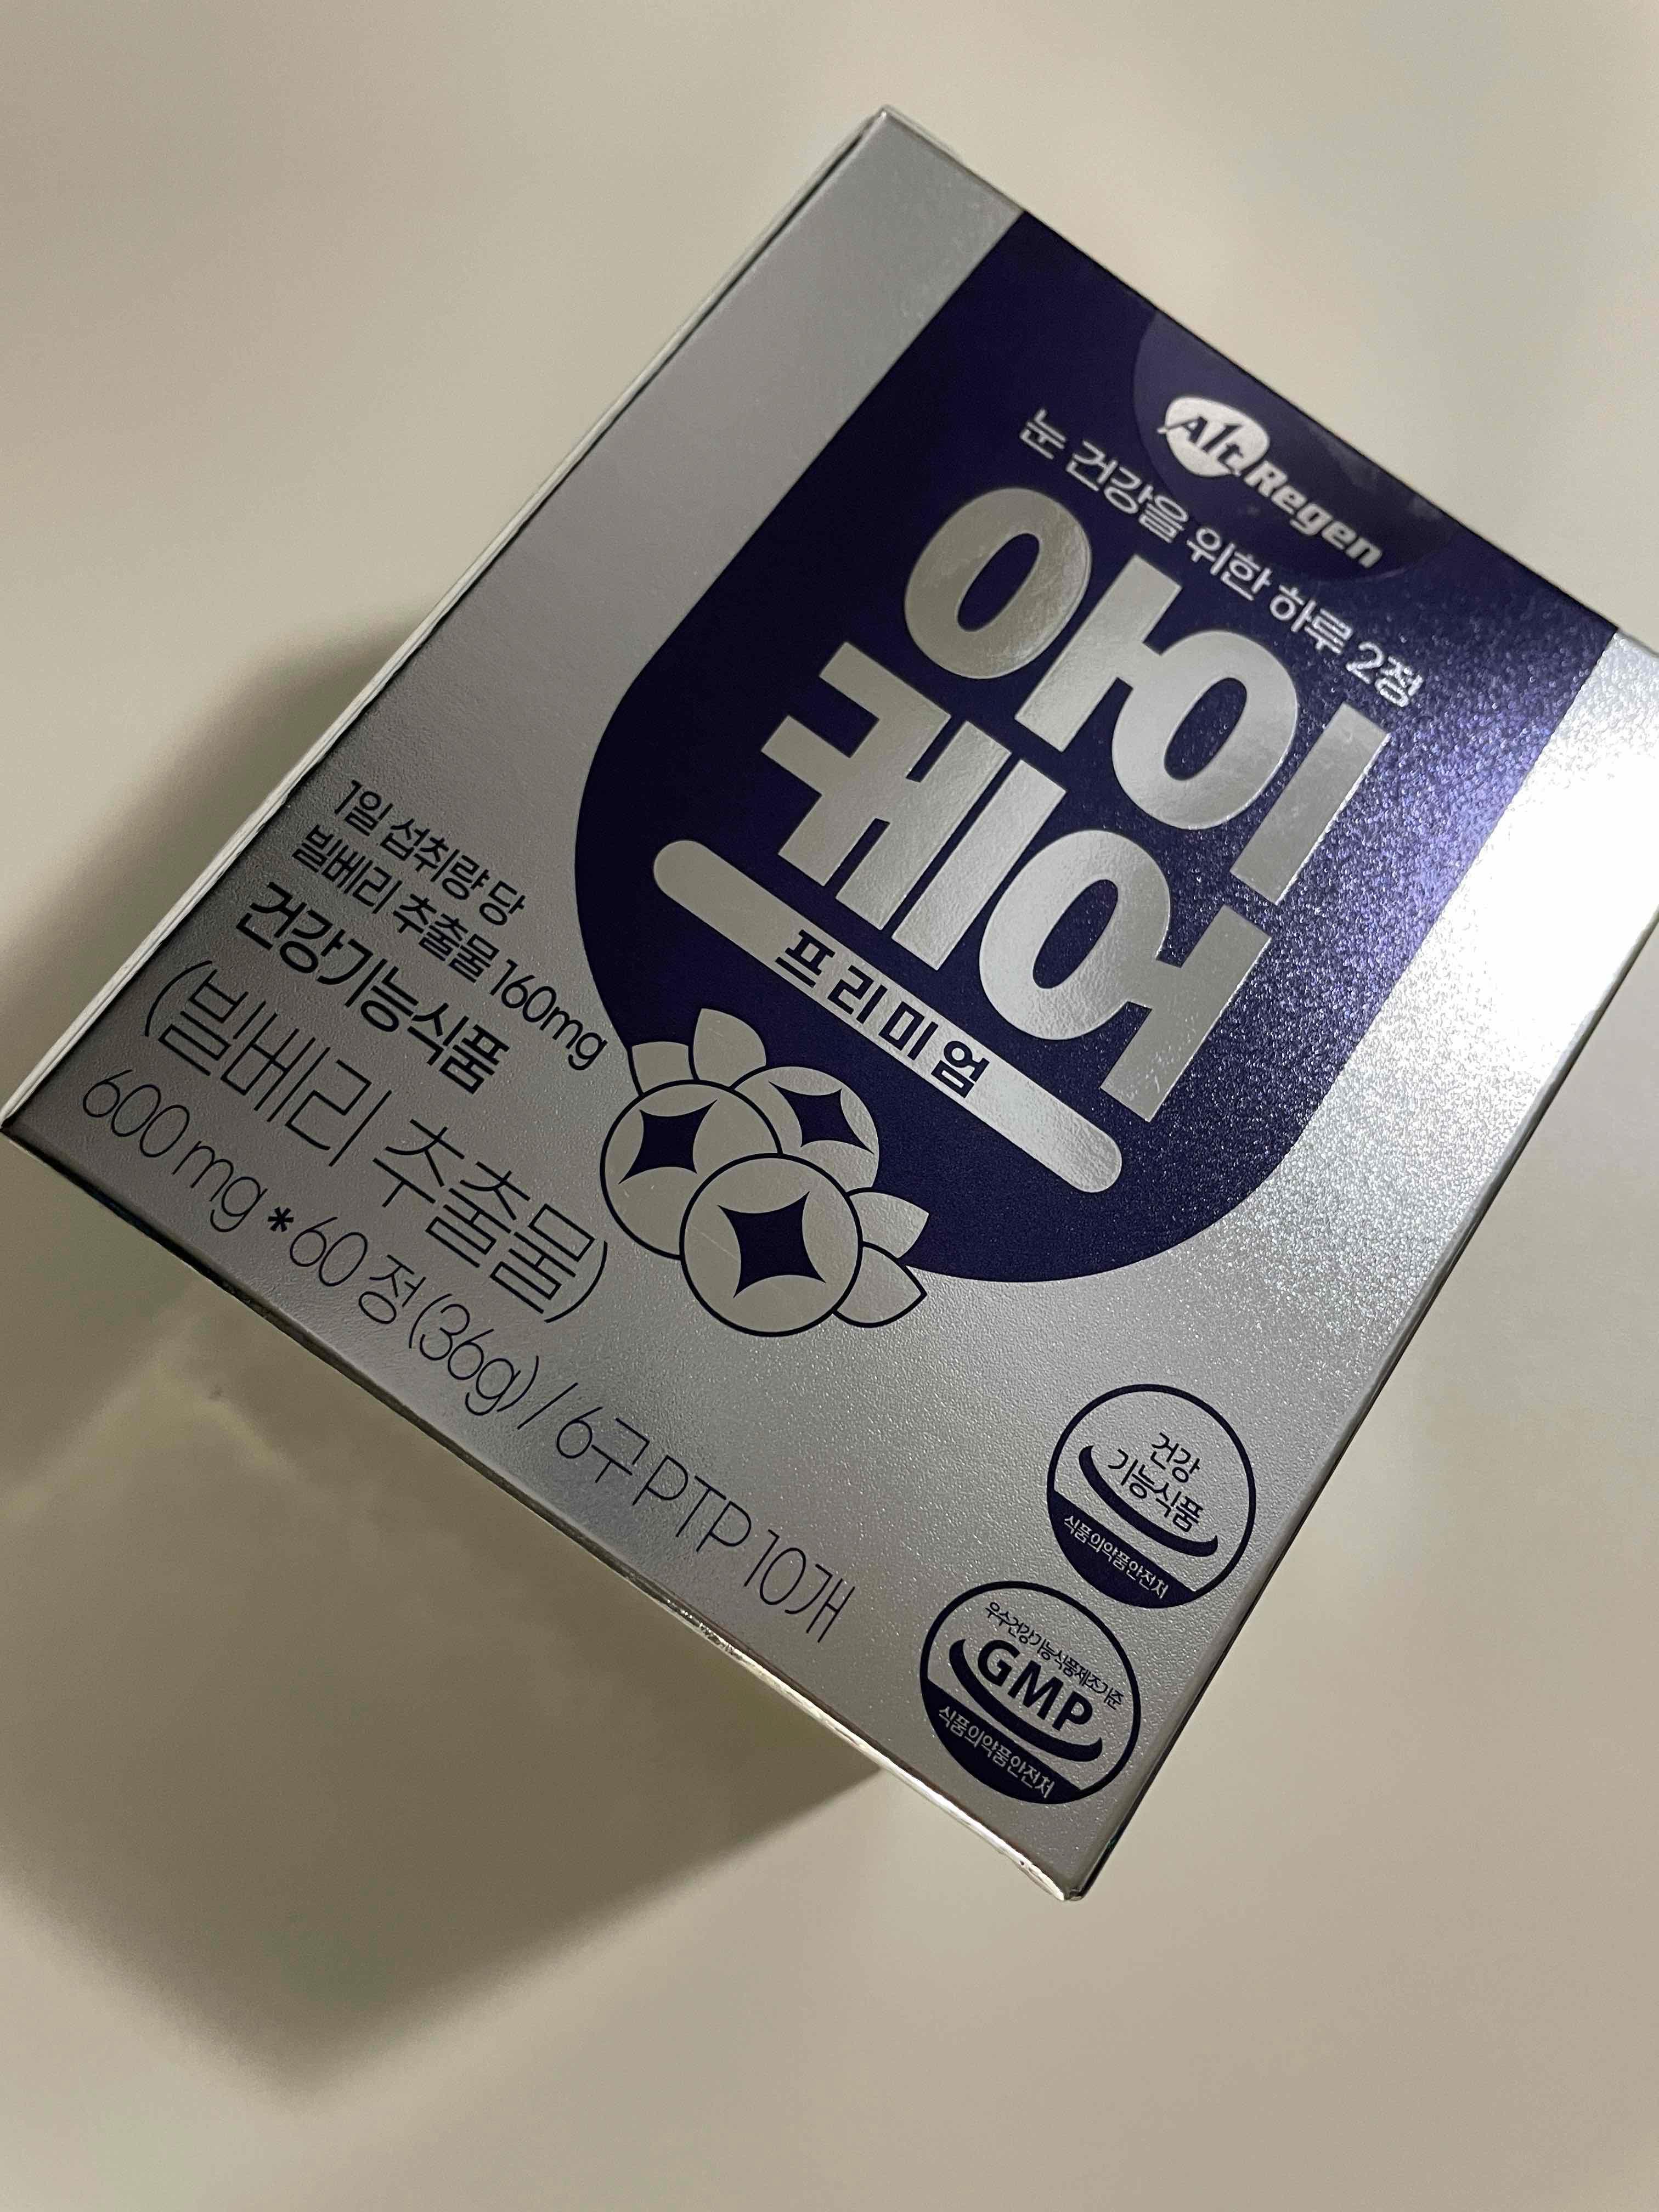 Alt. Regen
눈 건강을 위한 하루 2정
아이
케어
프리미엄
1일 섭취량 당
빌베리 추출물 160mg
건강기능식품
(빌베리 추출물)
600 mg * 60 정 (36g) / 6구 PTP 10개
건강
기능식품
식품의약품안전처
우수건강기능식품제조기준
GMP
식품의약품안전처